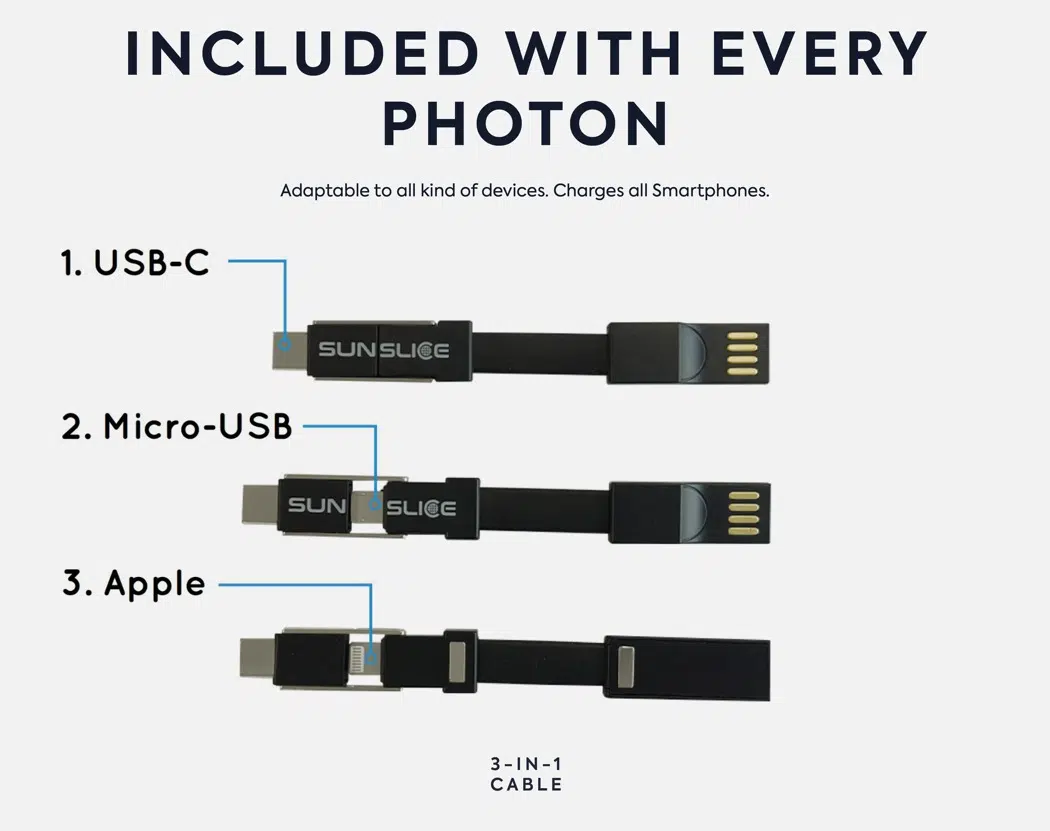 INCLUDED WITH EVERY
PHOTON
Adaptable to all kind of devices. Charges all Smartphones.
1. USB-C
SUNSLICE
2. Micro-USB
SUN SLICE
3. Apple
3-IN-1
CABLE